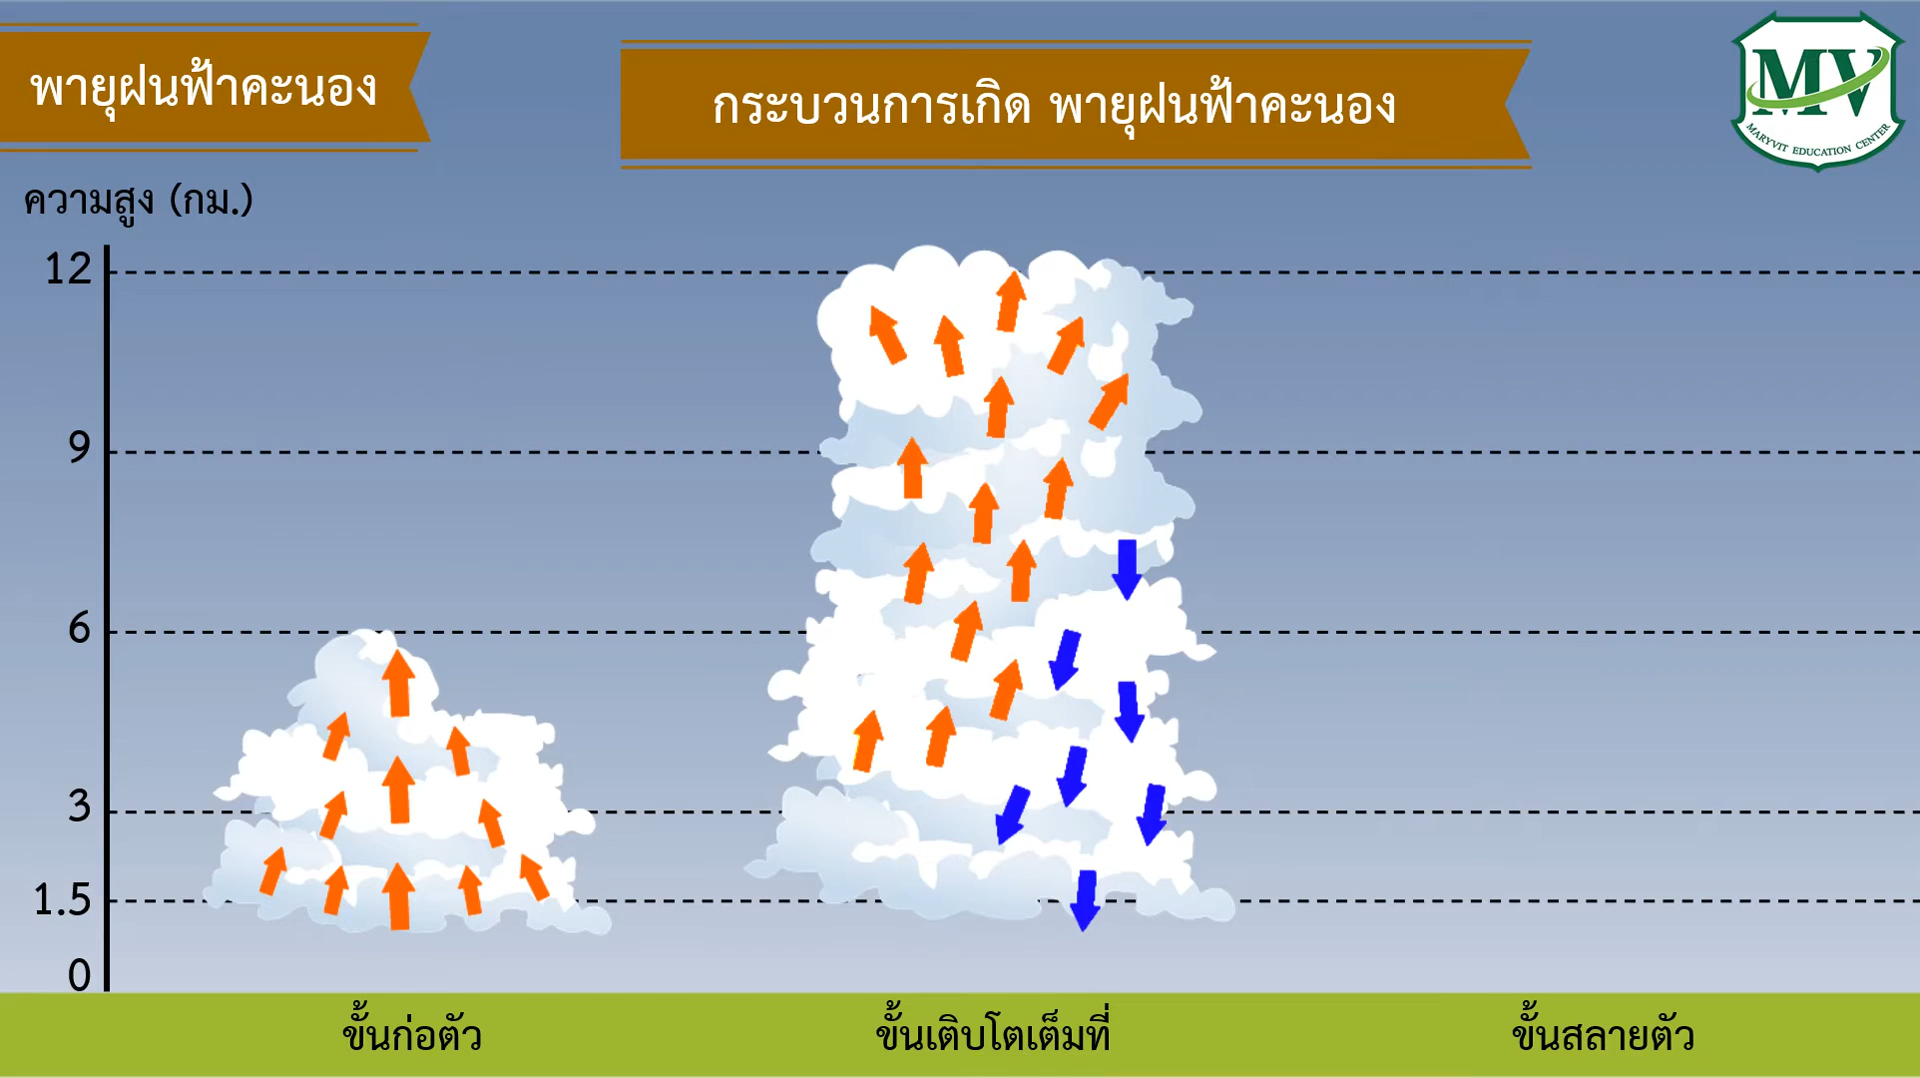 พายุฝนฟ้าคะนอง
กระบวนการเกิด พายุฝนฟ้าคะนอง
MV
MARYVIT EDUCATION CENTER
ความสูง (กม.)
12
9
6
3
1.5
0
ขั้นก่อตัว
ขั้นเติบโตเต็มที่
ขั้นสลายตัว